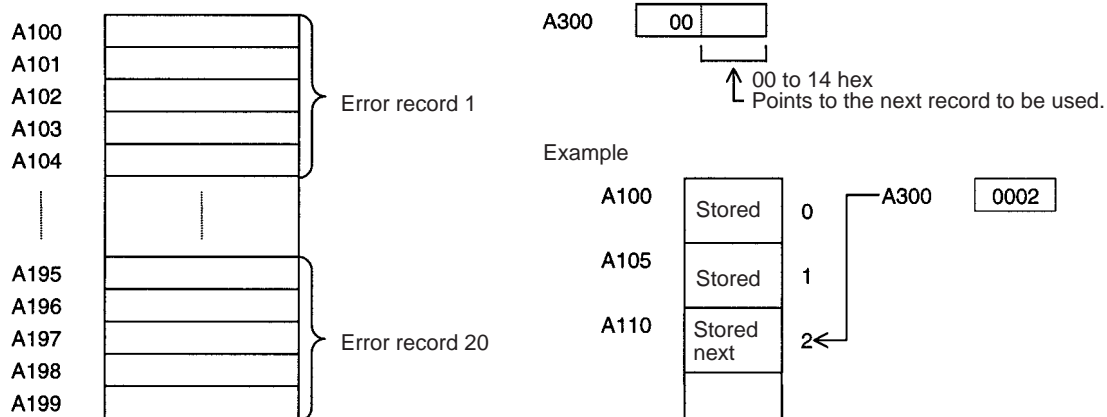 A100
A101
A102
A103
A104
Error record 1
A195
A196
A197
A198
A199
Error record 20
A300 00
00 to 14 hex
Points to the next record to be used.
Example
A100 Stored 0 A300 0002
A105 Stored 1
A110 Stored next 2